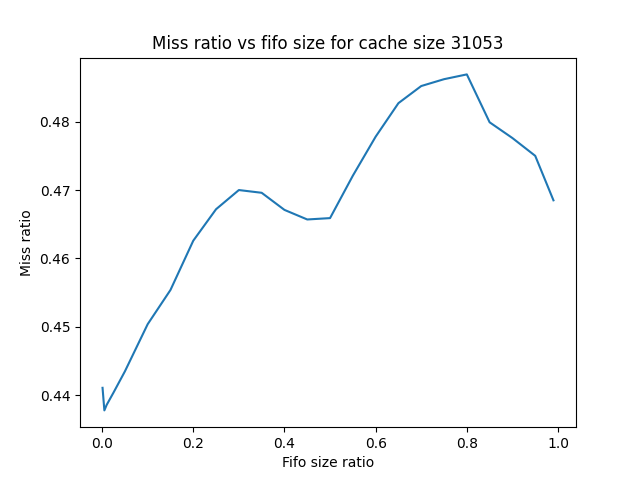 Miss ratio vs fifo size for cache size 31053
0.48
0.47
0.46
0.45
0.44
Miss ratio
0.0 0.2 0.4 0.6 0.8 1.0
Fifo size ratio